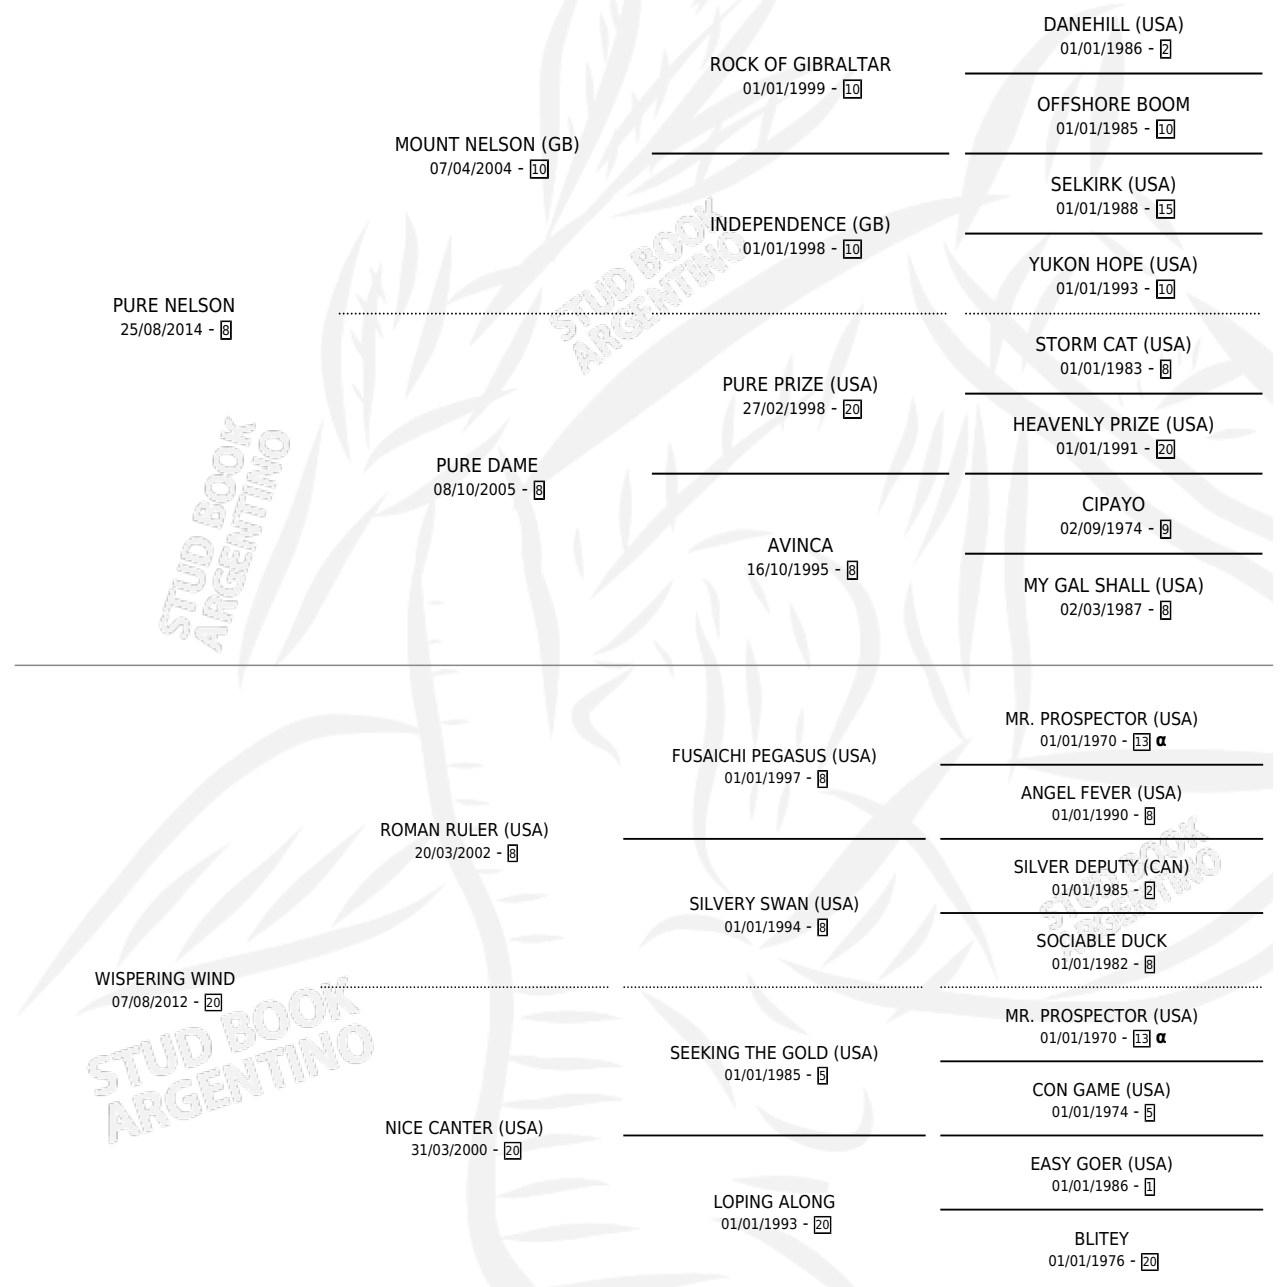 DANEHILL (USA)
01/01/1986 - 2
ROCK OF GIBRALTAR
01/01/1999 - 10
OFFSHORE BOOM
01/01/1985 - 10
MOUNT NELSON (GB)
07/04/2004 - 10
SELKIRK (USA)
01/01/1988 - 15
INDEPENDENCE (GB)
01/01/1998 - 10
YUKON HOPE (USA)
01/01/1993 - 10
PURE NELSON
25/08/2014 - 8
STORM CAT (USA)
01/01/1983 - 8
PURE PRIZE (USA)
27/02/1998 - 20
HEAVENLY PRIZE (USA)
01/01/1991 - 20
PURE DAME
08/10/2005 - 8
CIPAYO
02/09/1974 - 9
AVINCA
16/10/1995 - 8
MY GAL SHALL (USA)
02/03/1987 - 8
MR. PROSPECTOR (USA)
01/01/1970 - 13 α
FUSAICHI PEGASUS (USA)
01/01/1997 - 8
ANGEL FEVER (USA)
01/01/1990 - 8
ROMAN RULER (USA)
20/03/2002 - 8
SILVER DEPUTY (CAN)
01/01/1985 - 2
SILVERY SWAN (USA)
01/01/1994 - 8
SOCIABLE DUCK
01/01/1982 - 8
WISPERING WIND
07/08/2012 - 20
MR. PROSPECTOR (USA)
01/01/1970 - 13 α
SEEKING THE GOLD (USA)
01/01/1985 - 5
CON GAME (USA)
01/01/1974 - 5
NICE CANTER (USA)
31/03/2000 - 20
EASY GOER (USA)
01/01/1986 - 1
LOPING ALONG
01/01/1993 - 20
BLITEY
01/01/1976 - 20
STUD BOOK
ARGENTINO
STUD BOOK
ARGENTINO
STUD BOOK
ARGENTINO
STUD BOOK
ARGENTINO